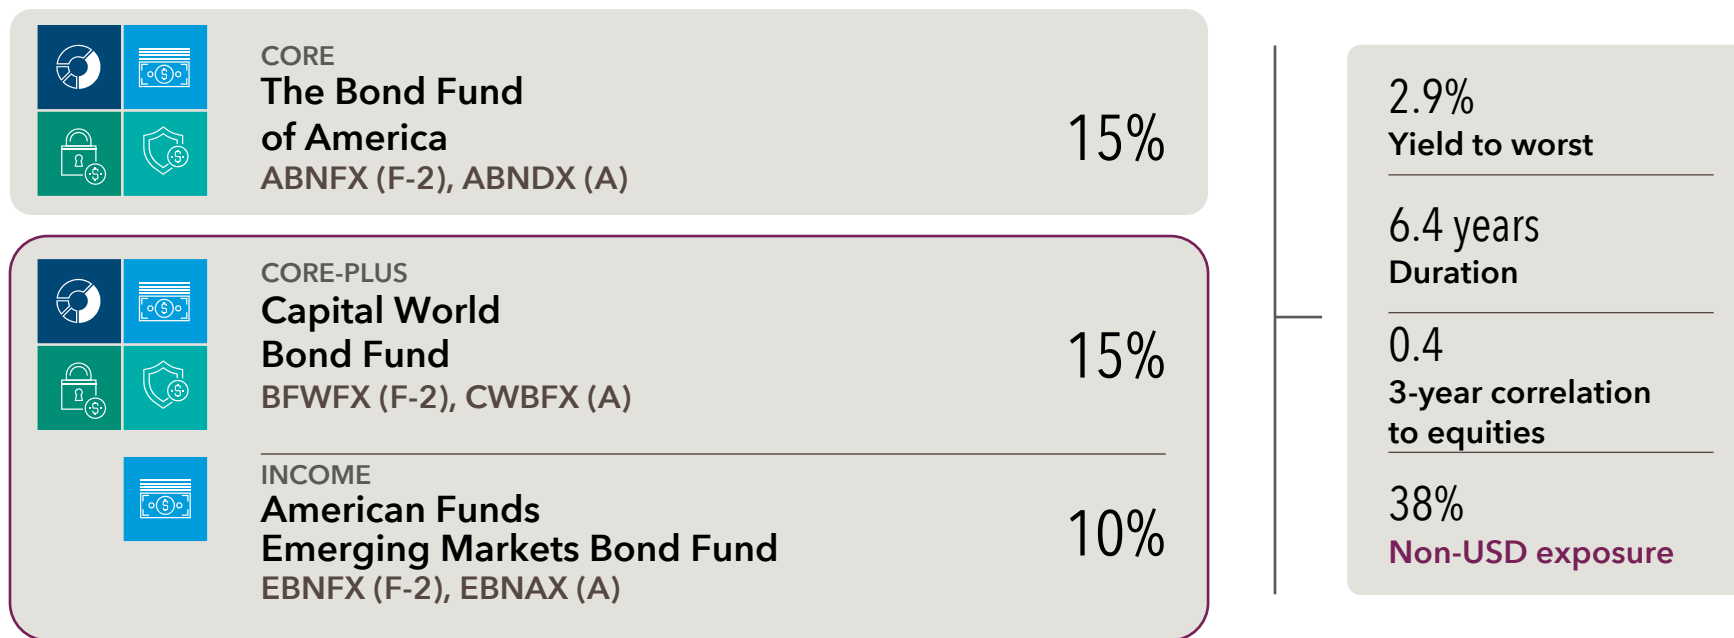 CORE
The Bond Fund
of America
ABNFX (F-2), ABNDX (A)
15%
CORE-PLUS
Capital World
Bond Fund
BFWFX (F-2), CWBFX (A)
15%
INCOME
American Funds
Emerging Markets Bond Fund
EBNFX (F-2), EBNAX (A)
10%
2.9%
Yield to worst
6.4 years
Duration
0.4
3-year correlation
to equities
38%
Non-USD exposure